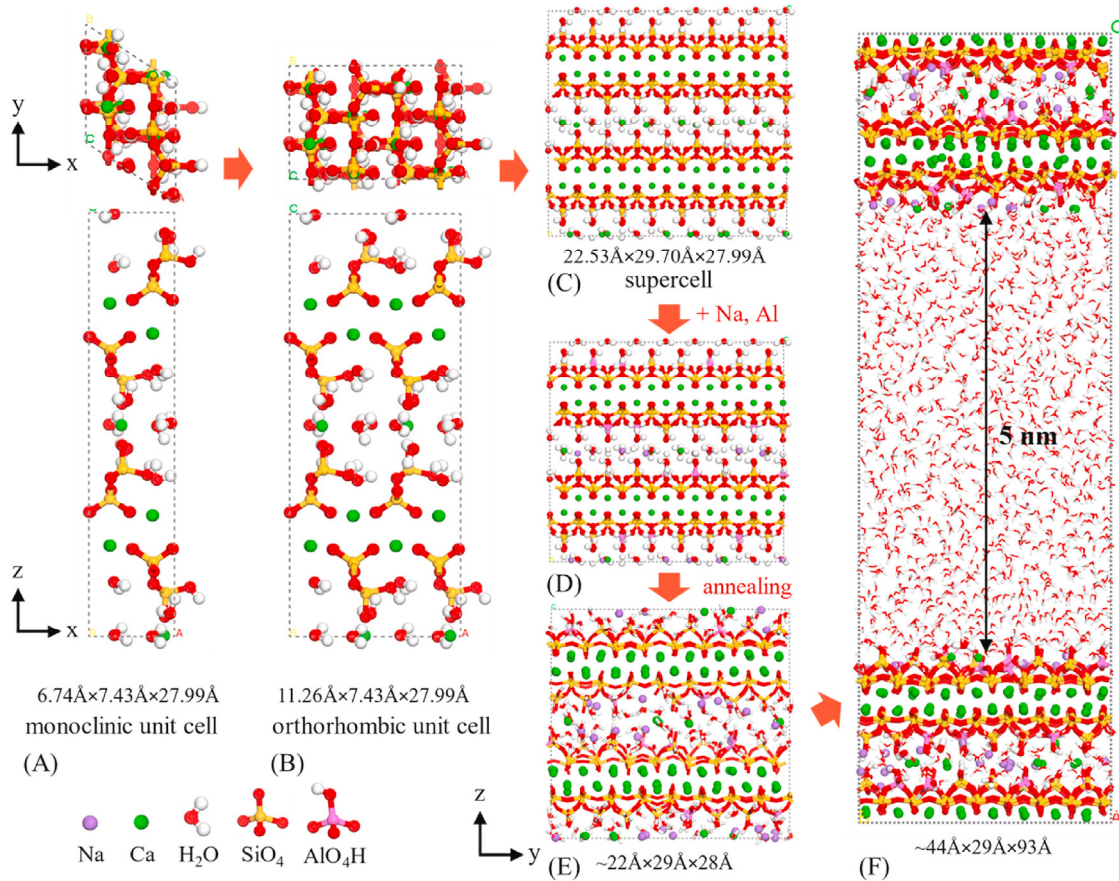 y
x
z
x
6.74Å×7.43Å×27.99Å
monoclinic unit cell
(A)
11.26Å×7.43Å×27.99Å
orthorhombic unit cell
(B)
22.53Å×29.70Å×27.99Å
supercell
(C)
+ Na, Al
(D)
annealing
(E)
~22Å×29Å×28Å
5 nm
(F)
~44Å×29Å×93Å
Na
Ca
H₂O
SiO₄
AlO₄H
z
y